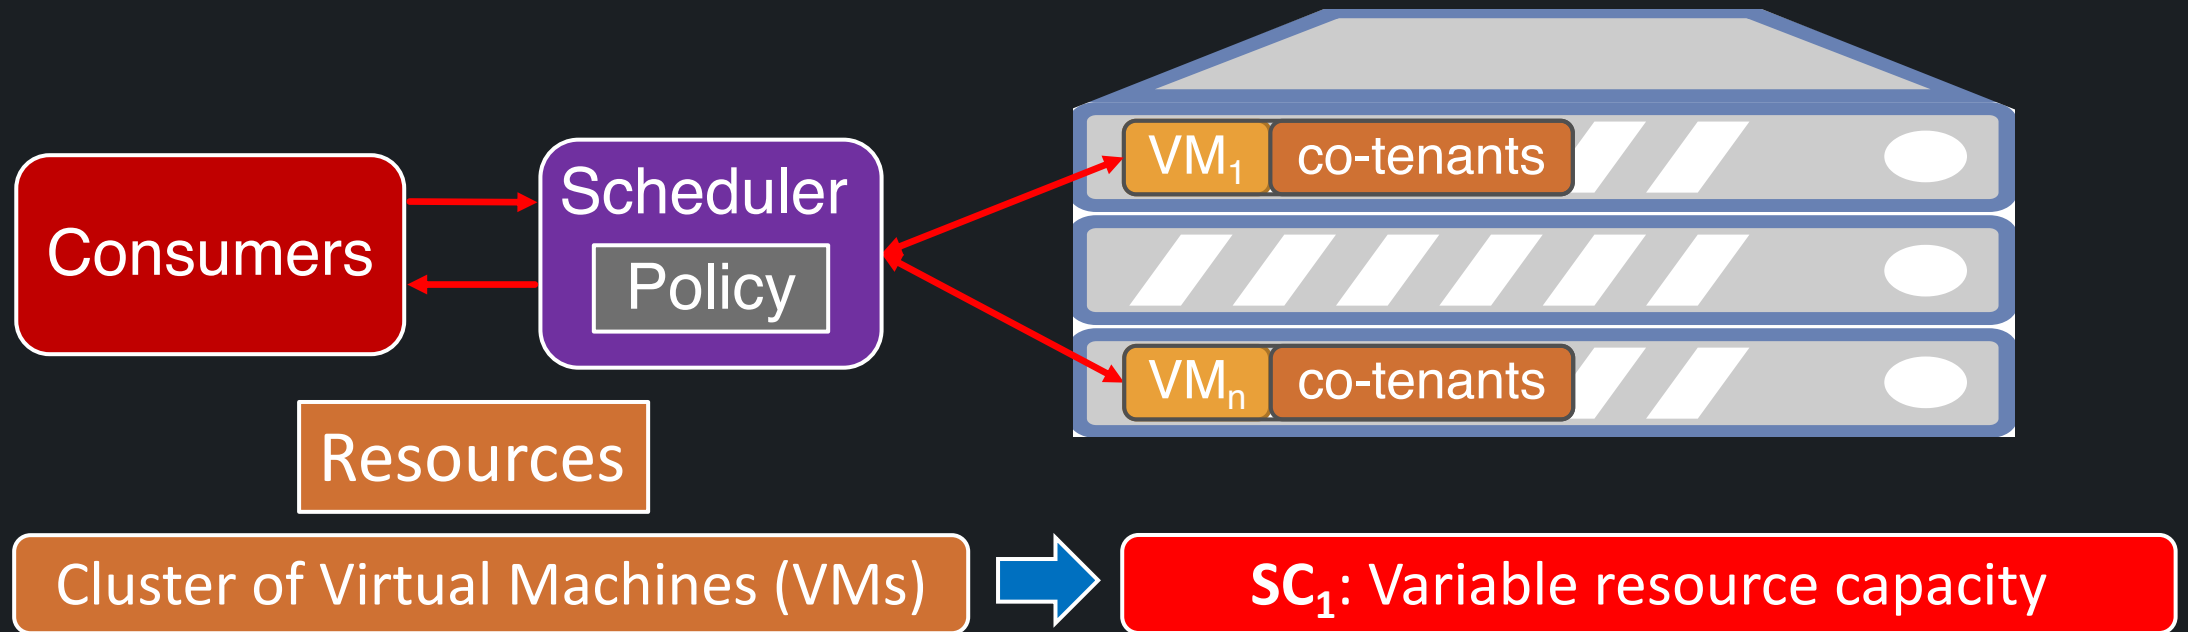 Consumers
Scheduler
Policy
VM₁ co-tenants
VMₙ co-tenants
Resources
Cluster of Virtual Machines (VMs)
SC₁: Variable resource capacity